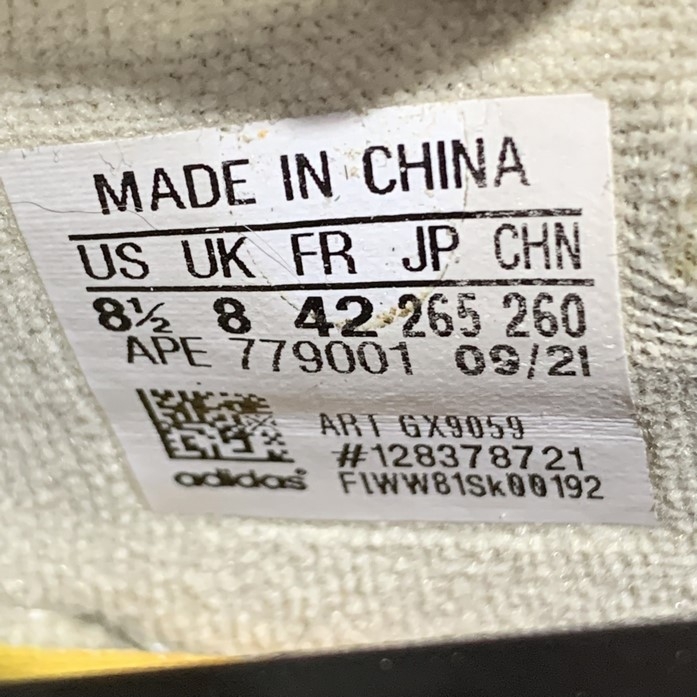 MADE IN CHINA
US UK FR JP CHN
8½ 8 42 265 260
APE 779001 09/21
ART GX9059
#128378721
adidas FIWW81Sk00192